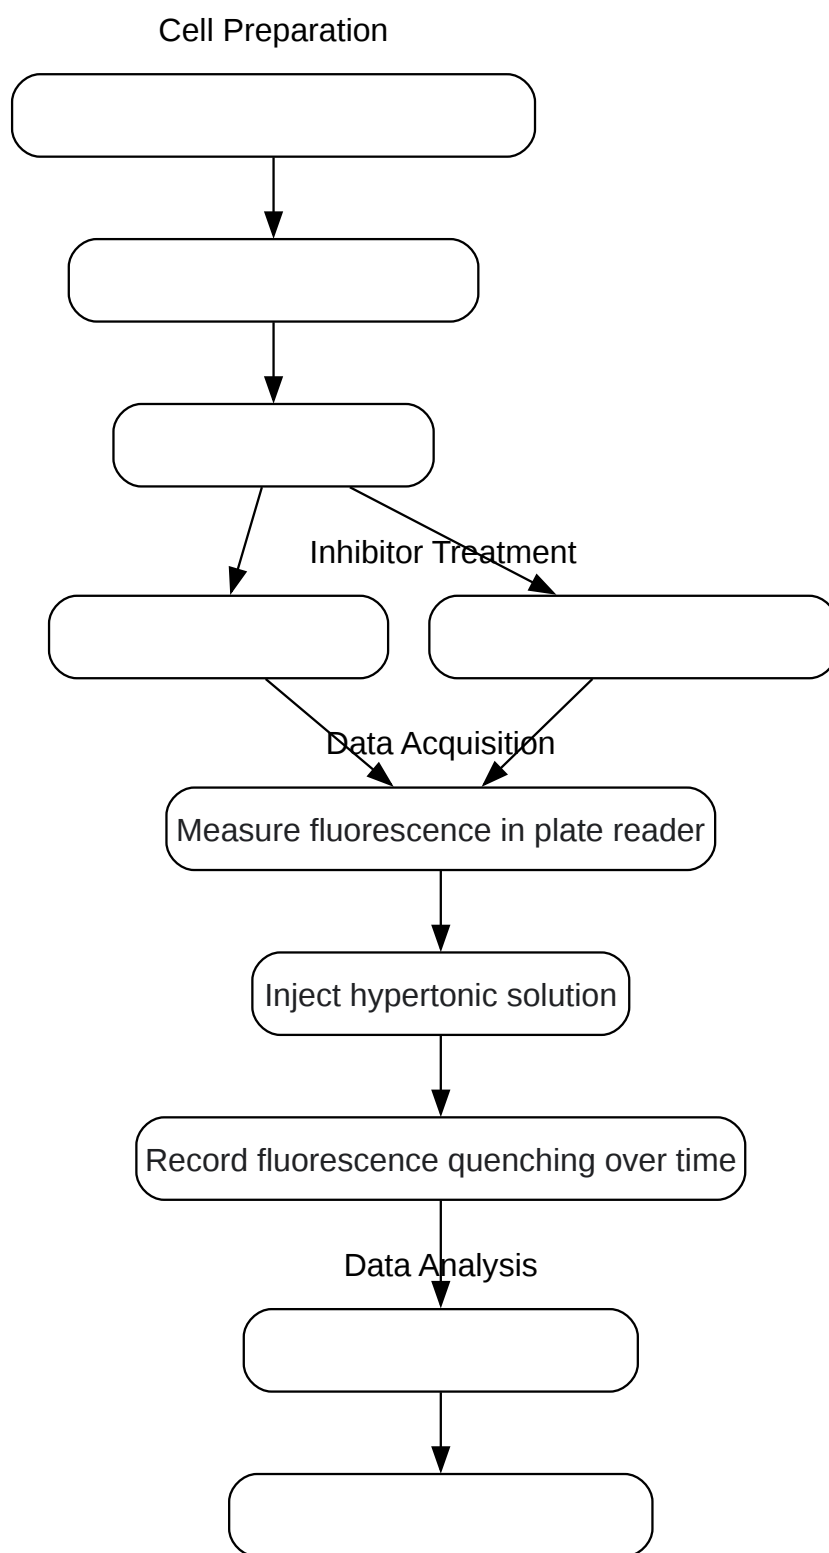 Cell Preparation
Inhibitor Treatment
Data Acquisition
Measure fluorescence in plate reader
Inject hypertonic solution
Record fluorescence quenching over time
Data Analysis